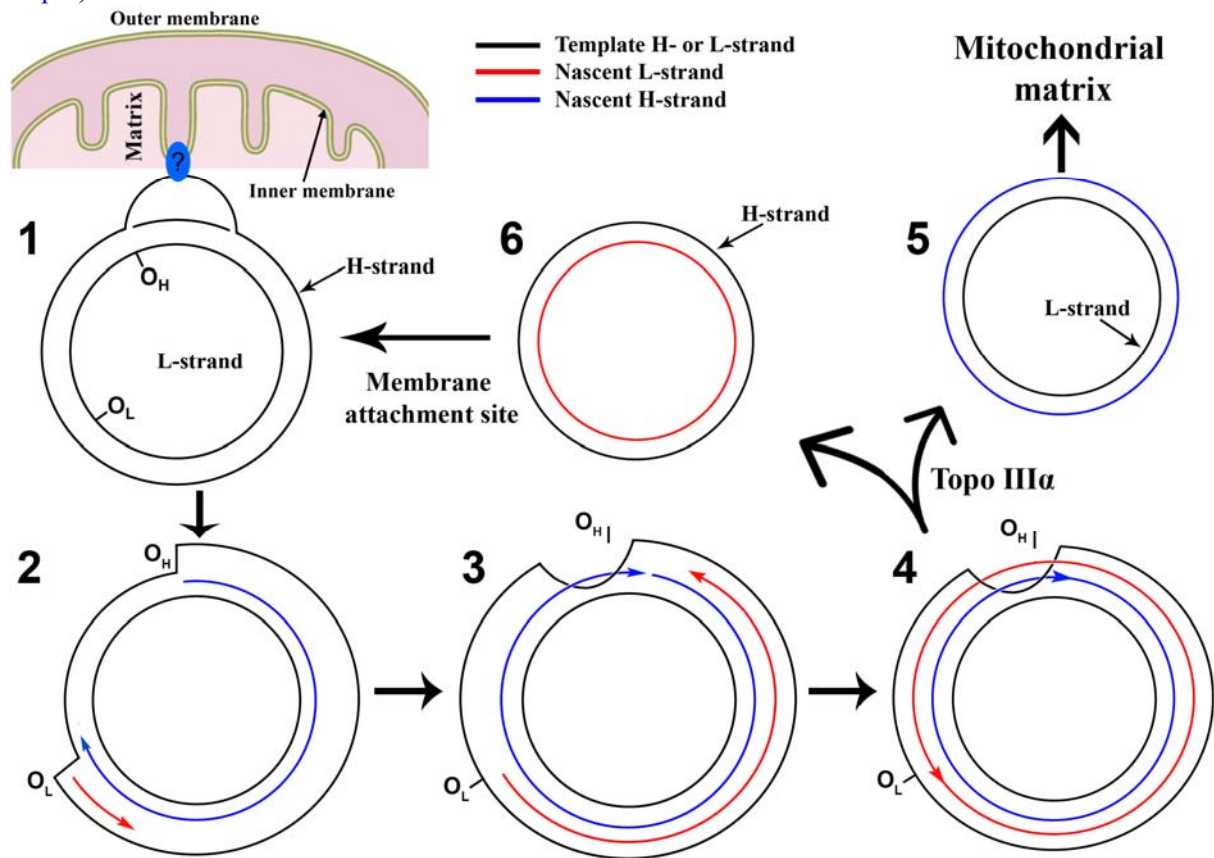 Outer membrane
Matrix
?
Inner membrane
Template H- or L-strand
Nascent L-strand
Nascent H-strand
Mitochondrial
matrix
1
H-strand
OH
L-strand
OL
6
H-strand
Membrane
attachment site
5
L-strand
Topo IIIα
2
OH
OL
3
OH
OL
4
OH
OL